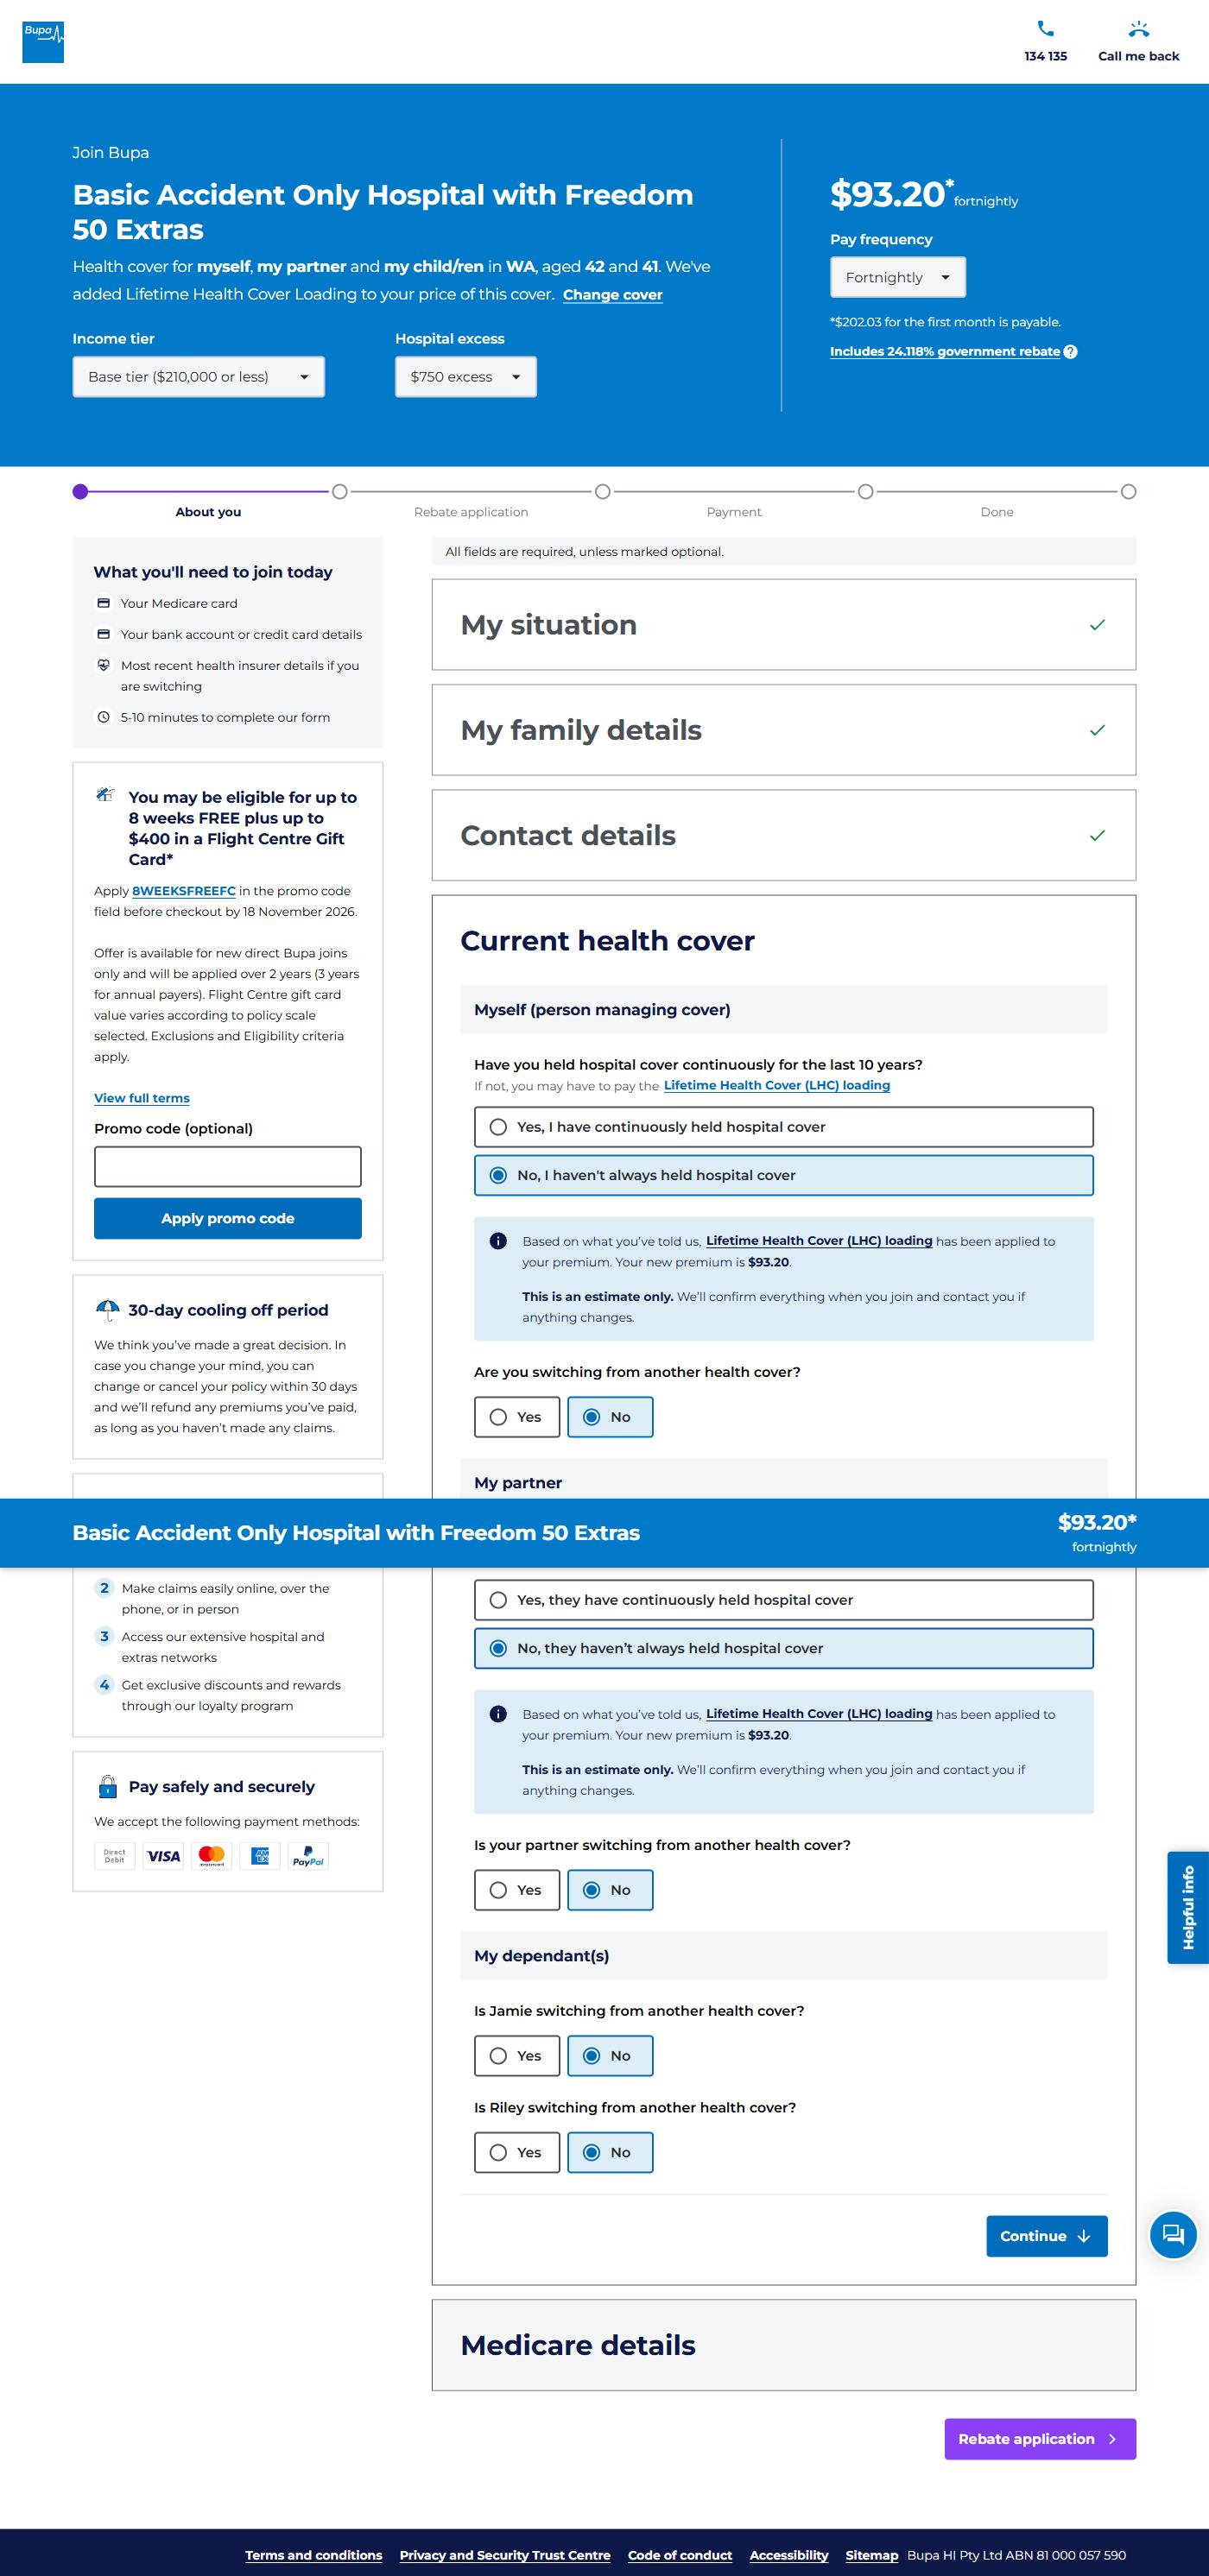 Bupa
134 135
Call me back
Join Bupa
Basic Accident Only Hospital with Freedom
50 Extras
Health cover for myself, my partner and my child/ren in WA, aged 42 and 41. We've
added Lifetime Health Cover Loading to your price of this cover. Change cover
Income tier
Base tier ($210,000 or less)
Hospital excess
$750 excess
$93.20* fortnightly
Pay frequency
Fortnightly
*$202.03 for the first month is payable.
Includes 24.118% government rebate ?
About you
Rebate application
Payment
Done
What you'll need to join today
Your Medicare card
Your bank account or credit card details
Most recent health insurer details if you
are switching
5-10 minutes to complete our form
You may be eligible for up to
8 weeks FREE plus up to
$400 in a Flight Centre Gift
Card*
Apply 8WEEKSFREEFC in the promo code
field before checkout by 18 November 2026.
Offer is available for new direct Bupa joins
only and will be applied over 2 years (3 years
for annual payers). Flight Centre gift card
value varies according to policy scale
selected. Exclusions and Eligibility criteria
apply.
View full terms
Promo code (optional)
Apply promo code
30-day cooling off period
We think you've made a great decision. In
case you change your mind, you can
change or cancel your policy within 30 days
and we'll refund any premiums you've paid,
as long as you haven't made any claims.
All fields are required, unless marked optional.
My situation
My family details
Contact details
Current health cover
Myself (person managing cover)
Have you held hospital cover continuously for the last 10 years?
If not, you may have to pay the Lifetime Health Cover (LHC) loading
Yes, I have continuously held hospital cover
No, I haven't always held hospital cover
Based on what you've told us, Lifetime Health Cover (LHC) loading has been applied to
your premium. Your new premium is $93.20.
This is an estimate only. We'll confirm everything when you join and contact you if
anything changes.
Are you switching from another health cover?
Yes
No
My partner
Basic Accident Only Hospital with Freedom 50 Extras
$93.20*
fortnightly
2 Make claims easily online, over the
phone, or in person
3 Access our extensive hospital and
extras networks
4 Get exclusive discounts and rewards
through our loyalty program
Pay safely and securely
We accept the following payment methods:
Direct
Debit
VISA
mastercard
AM
EX
PayPal
Yes, they have continuously held hospital cover
No, they haven't always held hospital cover
Based on what you've told us, Lifetime Health Cover (LHC) loading has been applied to
your premium. Your new premium is $93.20.
This is an estimate only. We'll confirm everything when you join and contact you if
anything changes.
Is your partner switching from another health cover?
Yes
No
Helpful info
My dependant(s)
Is Jamie switching from another health cover?
Yes
No
Is Riley switching from another health cover?
Yes
No
Continue
Medicare details
Rebate application
Terms and conditions
Privacy and Security Trust Centre
Code of conduct
Accessibility
Sitemap
Bupa HI Pty Ltd ABN 81 000 057 590